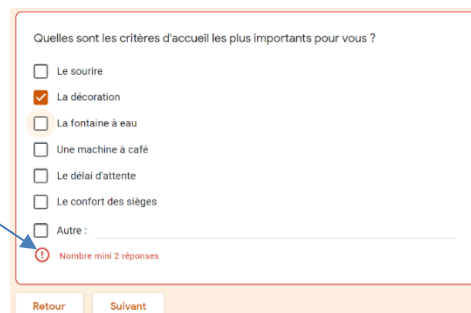 Quelles sont les critères d'accueil les plus importants pour vous ?
Le sourire
La décoration
La fontaine à eau
Une machine à café
Le délai d'attente
Le confort des sièges
Autre :
Nombre mini 2 réponses
Retour Suivant